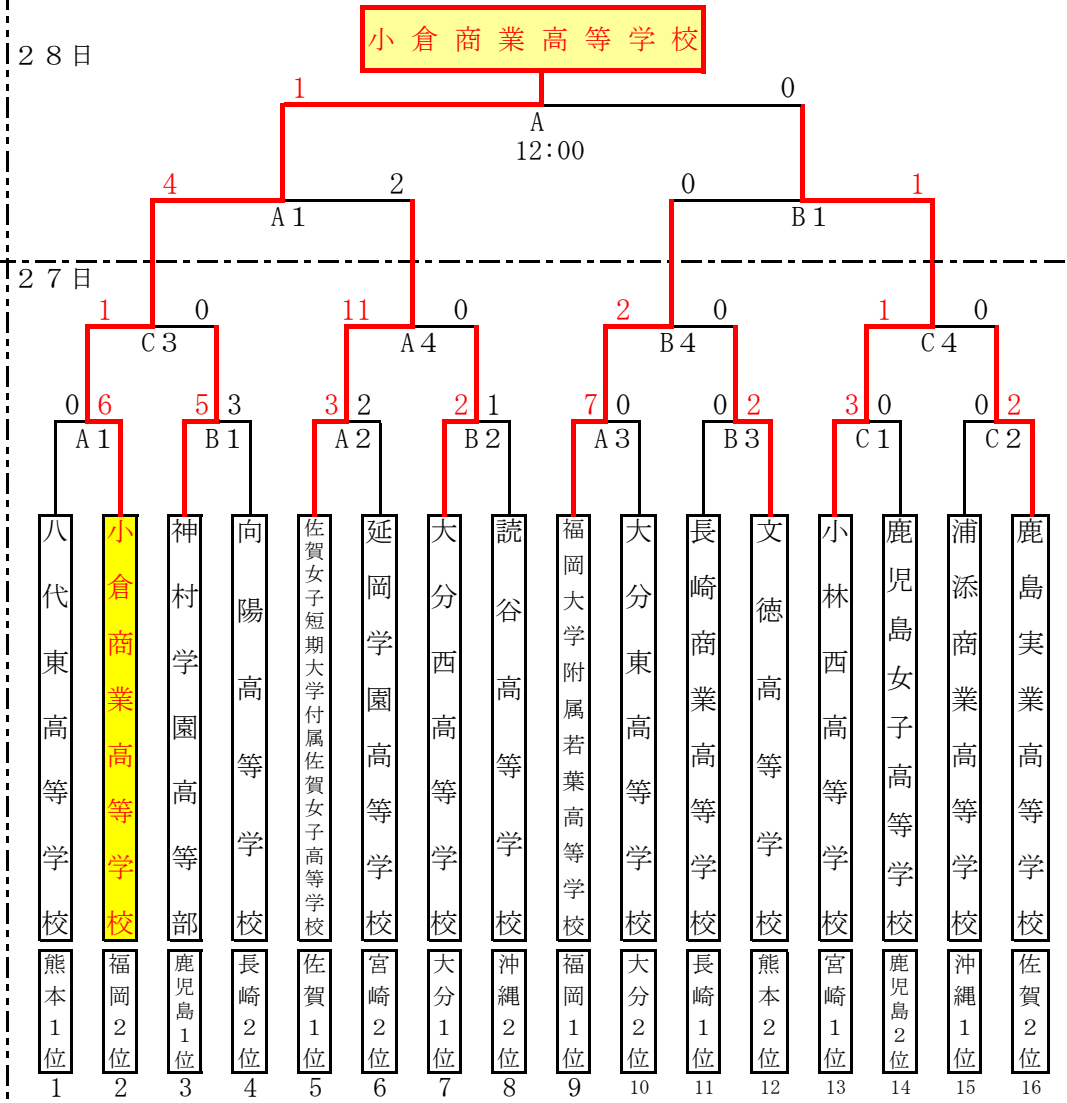 小倉商業高等学校
２８日
1 0
A
12:00
4 2 0 1
A１ B１
２７日
1 0 11 0 2 0 1 0
C３ A４ B４ C４
0 6 5 3 3 2 2 1 7 0 0 2 3 0 0 2
A１ B１ A２ B２ A３ B３ C１ C２
八代東高等学校
小倉商業高等学校
神村学園高等部
向陽高等学校
佐賀女子短期大学付属佐賀女子高等学校
延岡学園高等学校
大分西高等学校
読谷高等学校
福岡大学附属若葉高等学校
大分東高等学校
長崎商業高等学校
文徳高等学校
小林西高等学校
鹿児島女子高等学校
浦添商業高等学校
鹿島実業高等学校
熊本１位
福岡２位
鹿児島１位
長崎２位
佐賀１位
宮崎２位
大分１位
沖縄２位
福岡１位
大分２位
長崎１位
熊本２位
宮崎１位
鹿児島２位
沖縄１位
佐賀２位
1 2 3 4 5 6 7 8 9 10 11 12 13 14 15 16